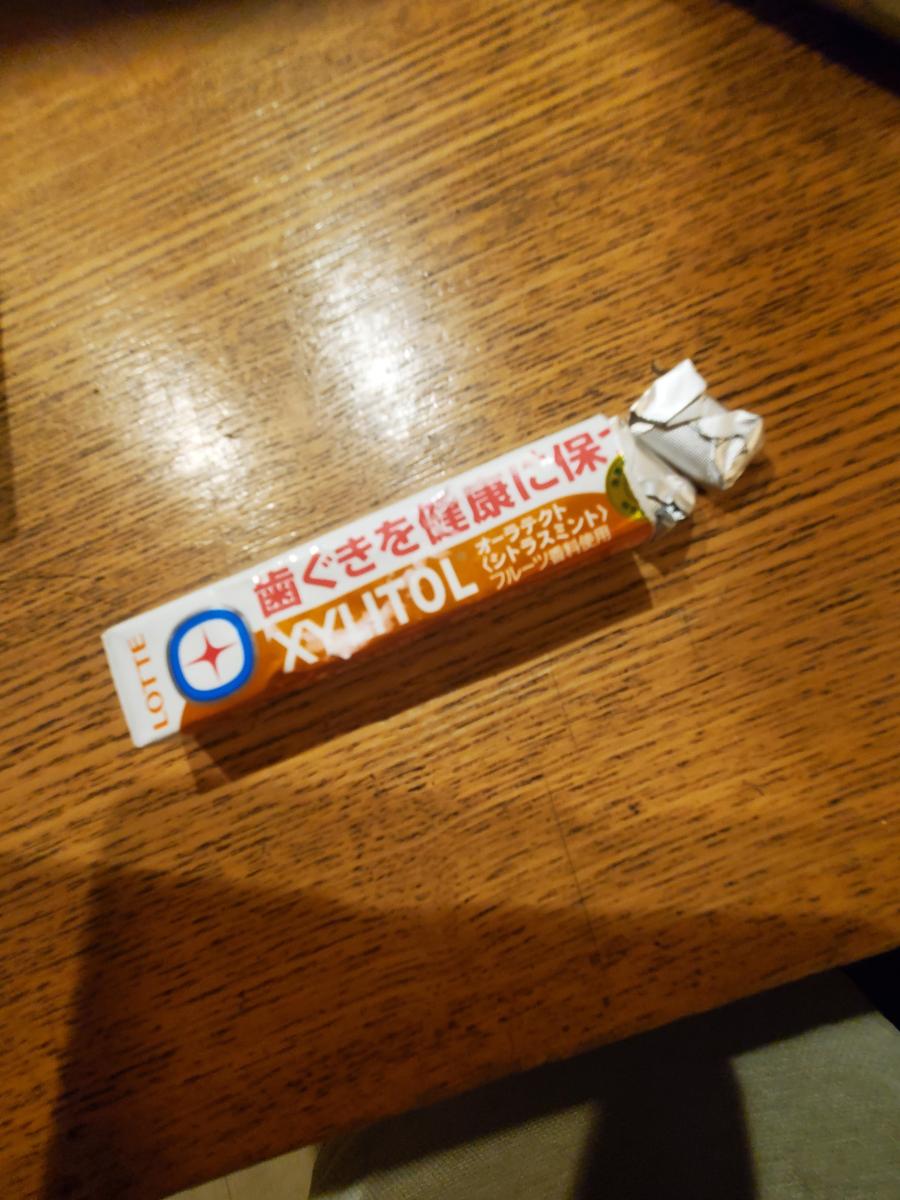 LOTTE
歯ぐきを健康に保
XYLITOL
オーラテクト
〈シトラスミント〉
フルーツ香料使用